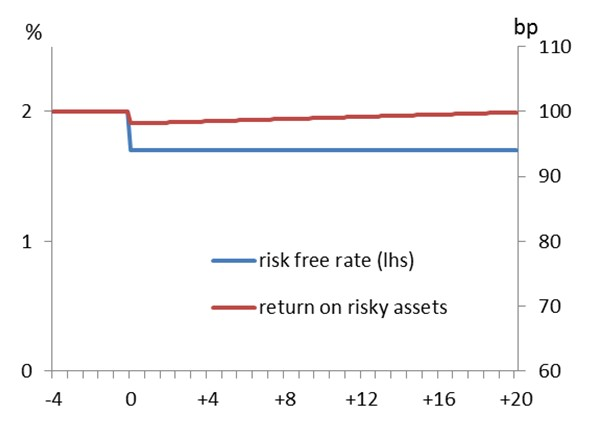 % bp
110
2 100
90
1 80
risk free rate (lhs)
return on risky assets
70
0 60
-4 0 +4 +8 +12 +16 +20